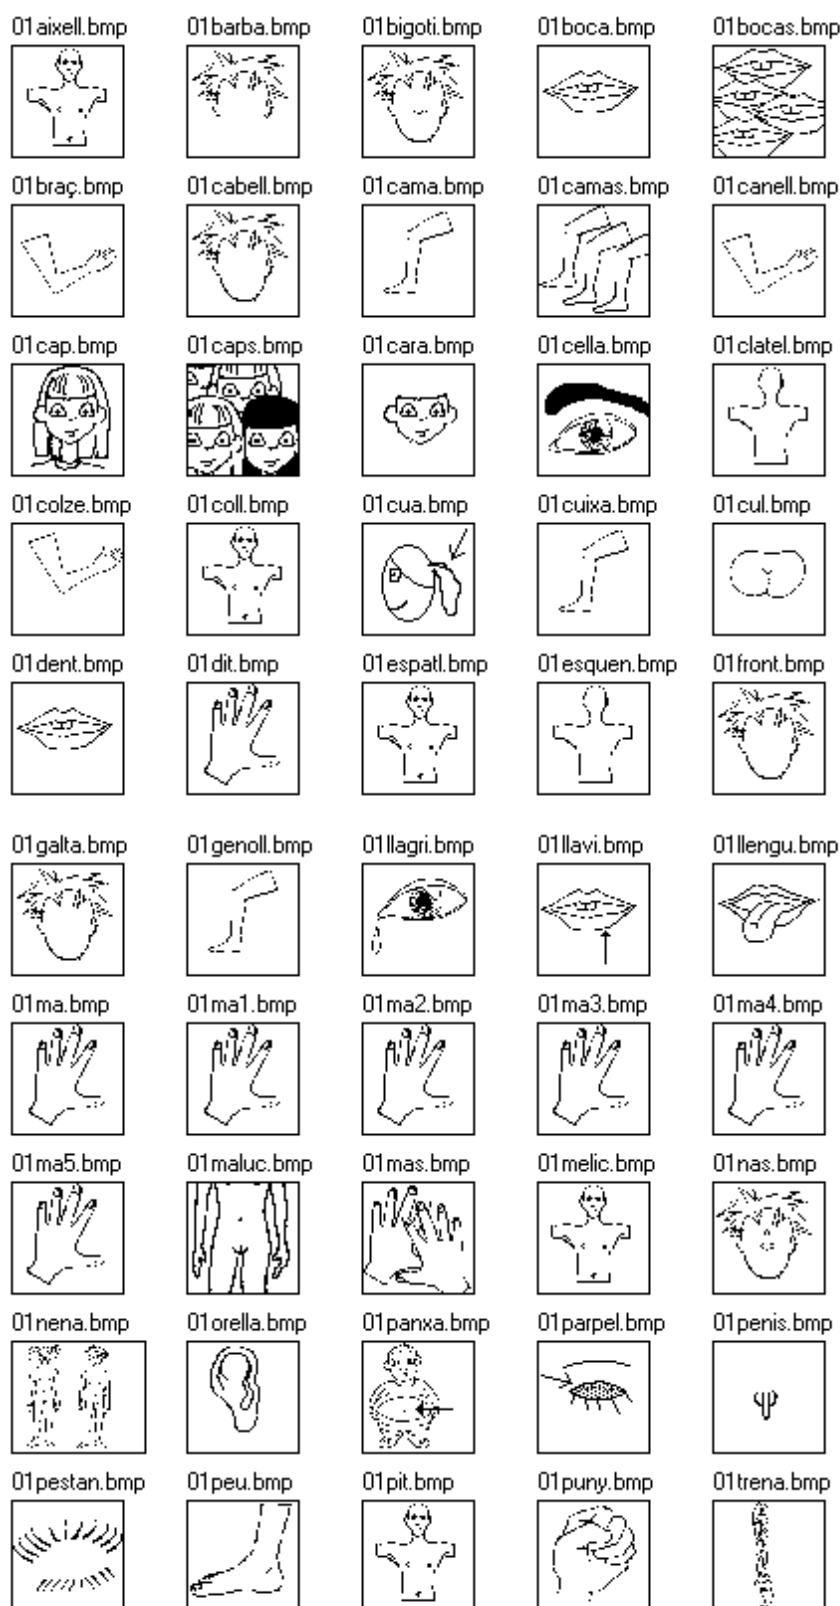 01aixell.bmp 01barba.bmp 01bigoti.bmp 01boca.bmp 01bocas.bmp
01braç.bmp 01cabell.bmp 01cama.bmp 01camas.bmp 01canell.bmp
01cap.bmp 01caps.bmp 01cara.bmp 01cella.bmp 01clatel.bmp
01colze.bmp 01coll.bmp 01cua.bmp 01cuixa.bmp 01cul.bmp
01dent.bmp 01dit.bmp 01espatl.bmp 01esquen.bmp 01front.bmp
01galta.bmp 01genoll.bmp 01llagri.bmp 01llavi.bmp 01llengu.bmp
01ma.bmp 01ma1.bmp 01ma2.bmp 01ma3.bmp 01ma4.bmp
01ma5.bmp 01maluc.bmp 01mas.bmp 01melic.bmp 01nas.bmp
01nena.bmp 01orella.bmp 01panxa.bmp 01parpel.bmp 01penis.bmp
01pestan.bmp 01peu.bmp 01pit.bmp 01puny.bmp 01trena.bmp